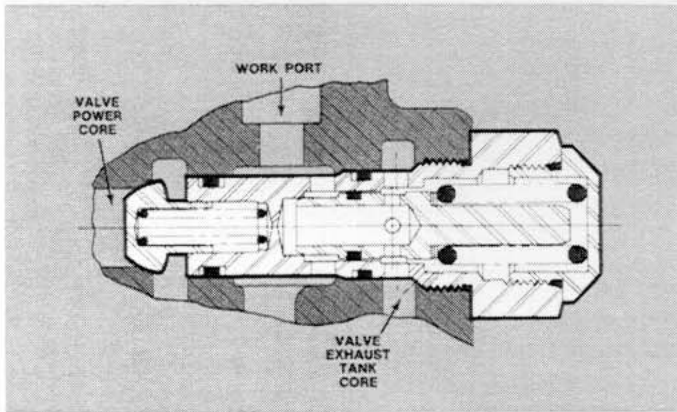 WORK PORT
VALVE
POWER
CORE
VALVE
EXHAUST
TANK
CORE